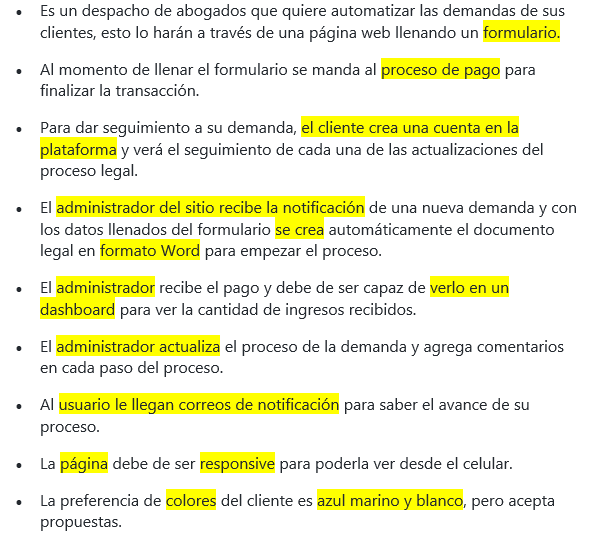 • Es un despacho de abogados que quiere automatizar las demandas de sus
clientes, esto lo harán a través de una página web llenando un formulario.
• Al momento de llenar el formulario se manda al proceso de pago para
finalizar la transacción.
• Para dar seguimiento a su demanda, el cliente crea una cuenta en la
plataforma y verá el seguimiento de cada una de las actualizaciones del
proceso legal.
• El administrador del sitio recibe la notificación de una nueva demanda y con
los datos llenados del formulario se crea automáticamente el documento
legal en formato Word para empezar el proceso.
• El administrador recibe el pago y debe de ser capaz de verlo en un
dashboard para ver la cantidad de ingresos recibidos.
• El administrador actualiza el proceso de la demanda y agrega comentarios
en cada paso del proceso.
• Al usuario le llegan correos de notificación para saber el avance de su
proceso.
• La página debe de ser responsive para poderla ver desde el celular.
• La preferencia de colores del cliente es azul marino y blanco, pero acepta
propuestas.